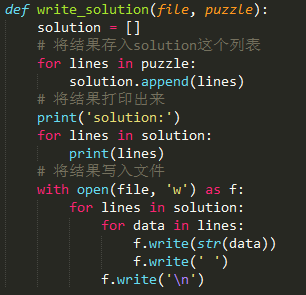 def write_solution(file, puzzle):
    solution = []
    # 将结果存入solution这个列表
    for lines in puzzle:
        solution.append(lines)
    # 将结果打印出来
    print('solution:')
    for lines in solution:
        print(lines)
    # 将结果写入文件
    with open(file, 'w') as f:
        for lines in solution:
            for data in lines:
                f.write(str(data))
                f.write(' ')
            f.write('\n')